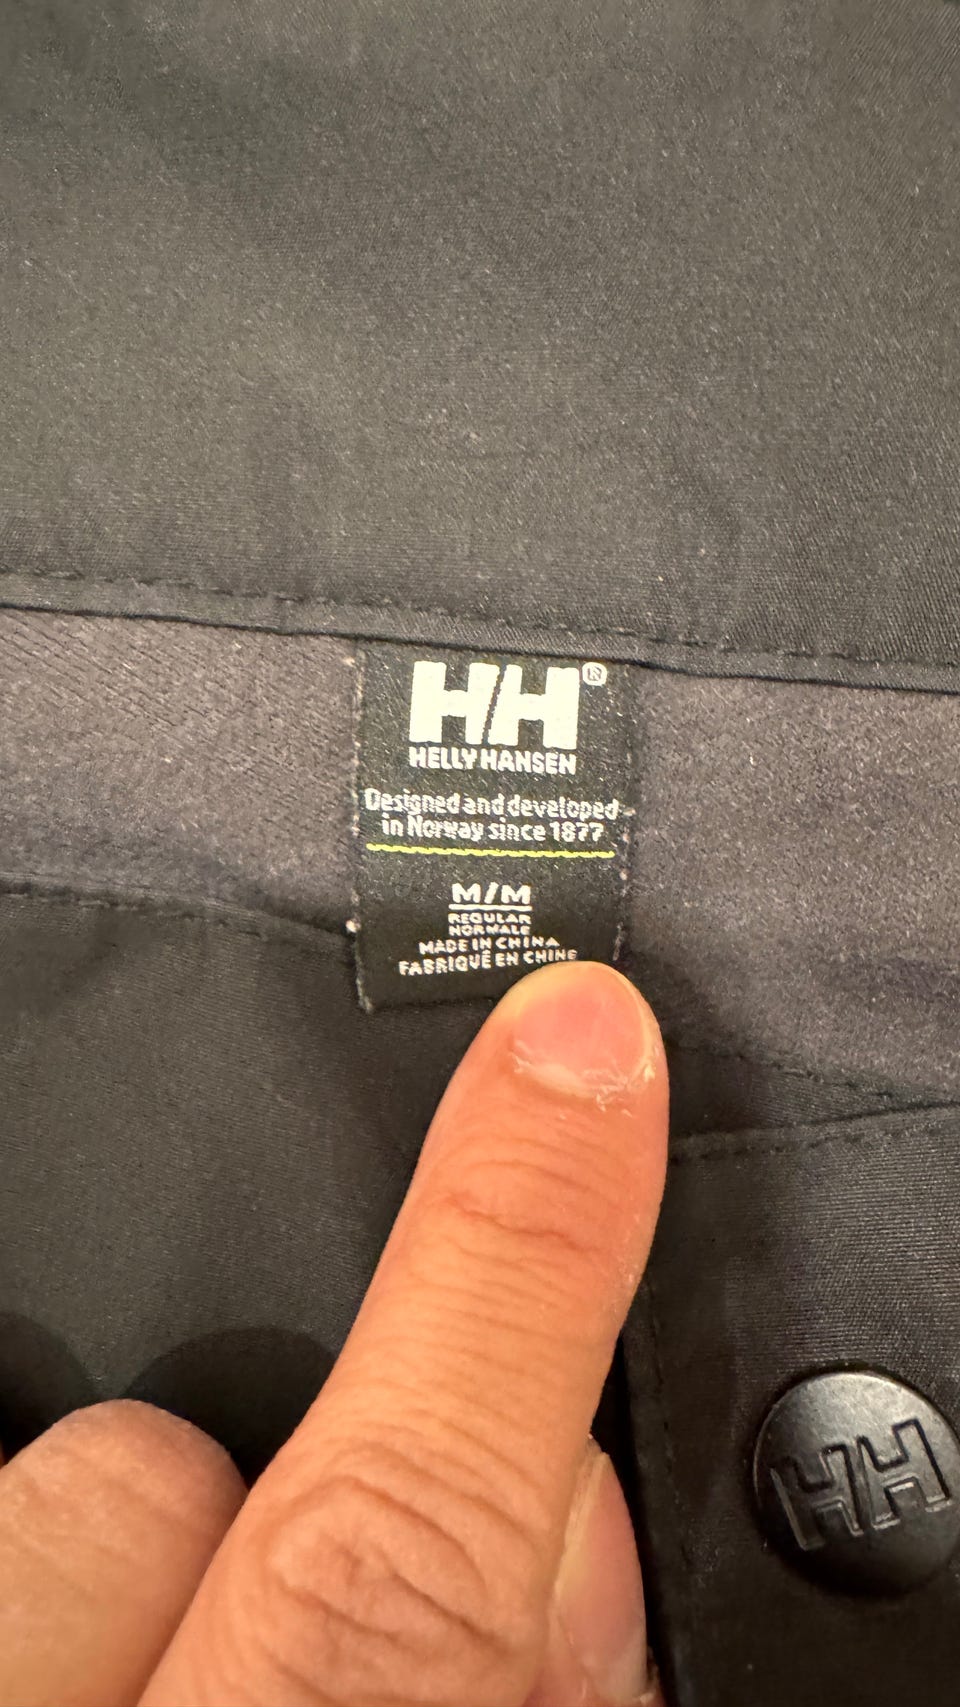 HH®
HELLY HANSEN
Designed and developed
in Norway since 1877
M/M
REGULAR
NORMALE
MADE IN CHINA
FABRIQUÉ EN CHINE
HH